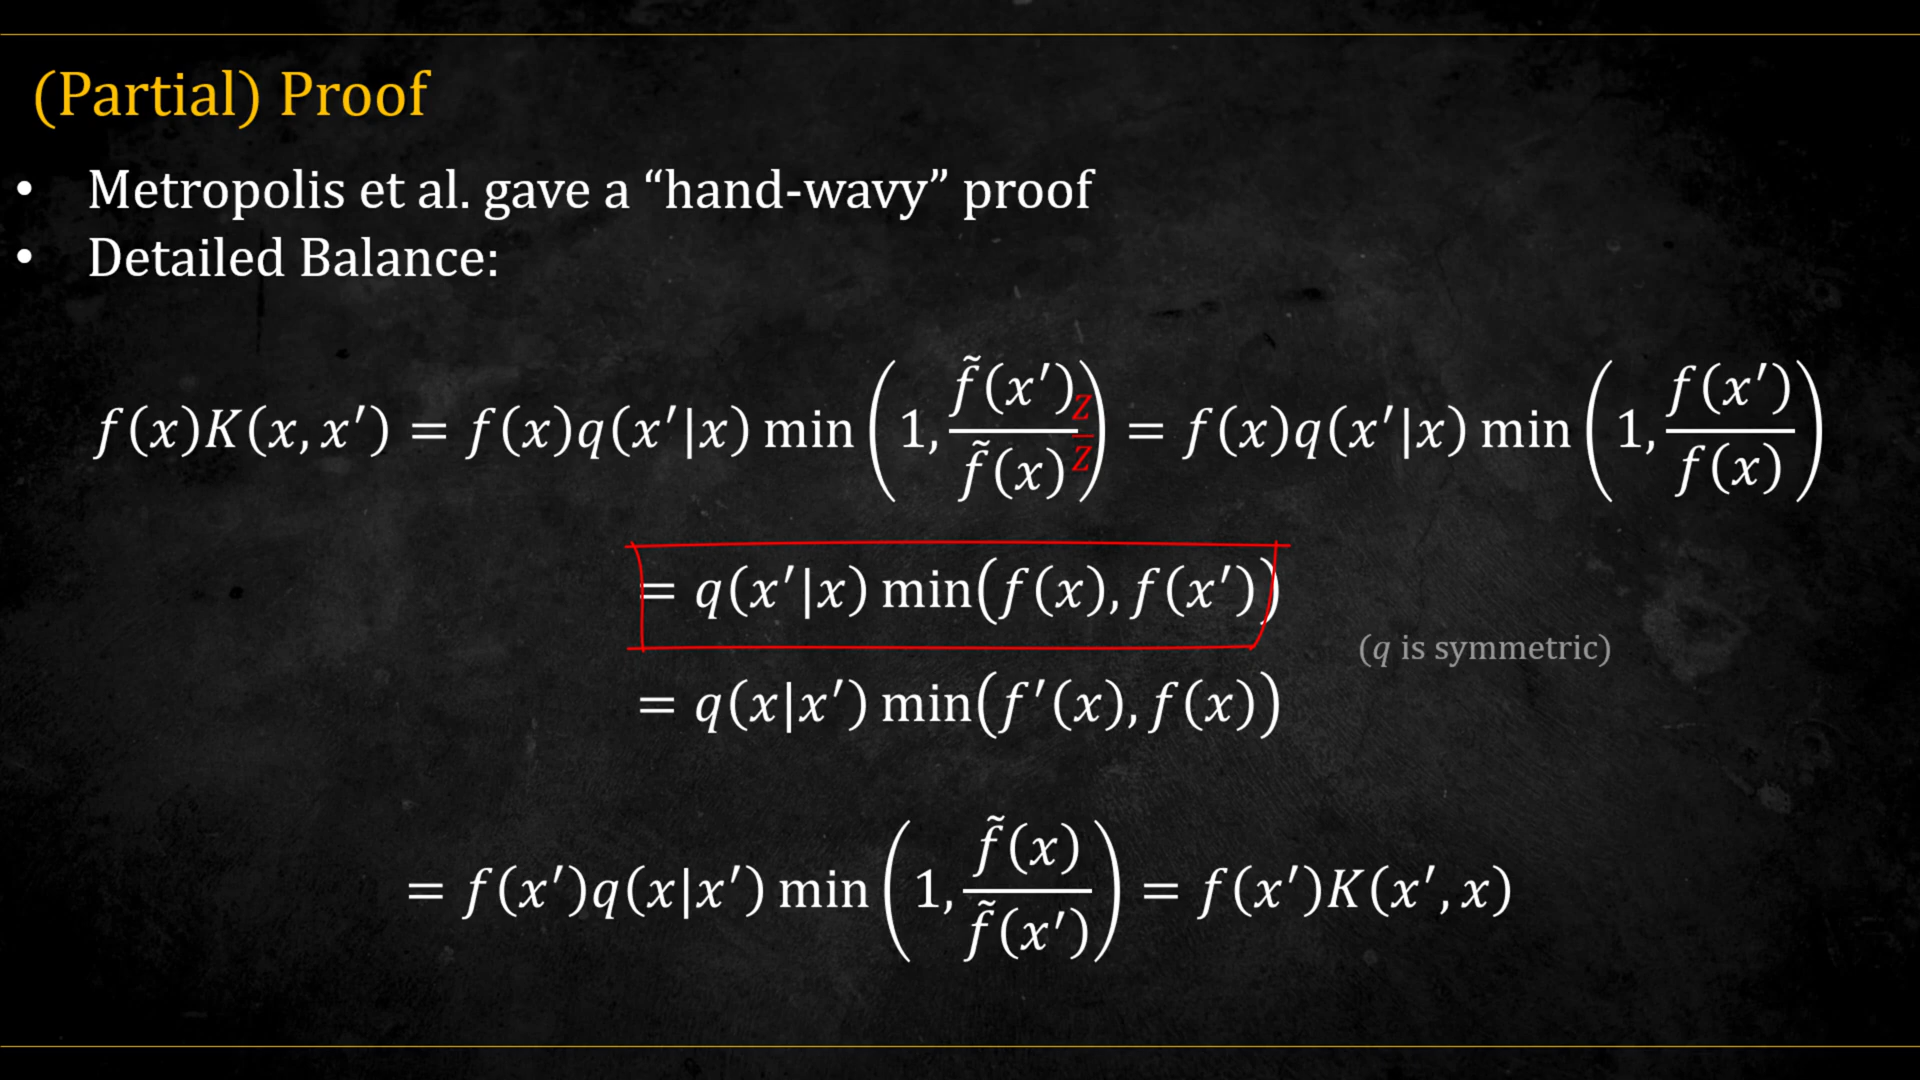 (Partial) Proof
• Metropolis et al. gave a “hand-wavy” proof
• Detailed Balance:
f(x)K(x, x′) = f(x)q(x′|x) min(1, f̃(x′)/f̃(x) Z/Z) = f(x)q(x′|x) min(1, f(x′)/f(x))
= q(x′|x) min(f(x), f(x′))
(q is symmetric)
= q(x|x′) min(f′(x), f(x))
= f(x′)q(x|x′) min(1, f̃(x)/f̃(x′)) = f(x′)K(x′, x)